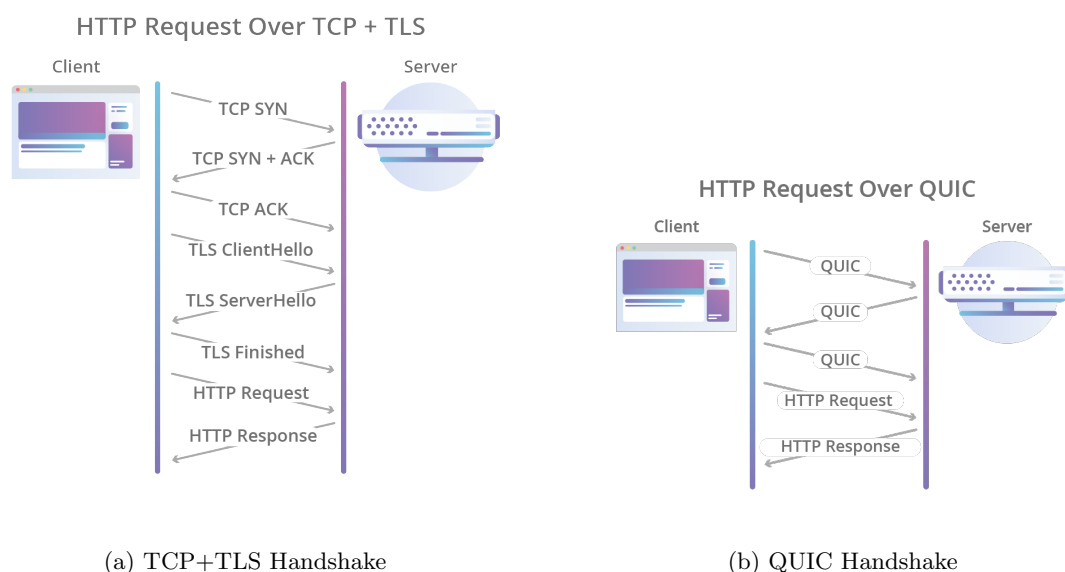 HTTP Request Over TCP + TLS
Client
Server
TCP SYN
TCP SYN + ACK
TCP ACK
TLS ClientHello
TLS ServerHello
TLS Finished
HTTP Request
HTTP Response
(a) TCP+TLS Handshake
HTTP Request Over QUIC
Client
Server
QUIC
QUIC
QUIC
HTTP Request
HTTP Response
(b) QUIC Handshake